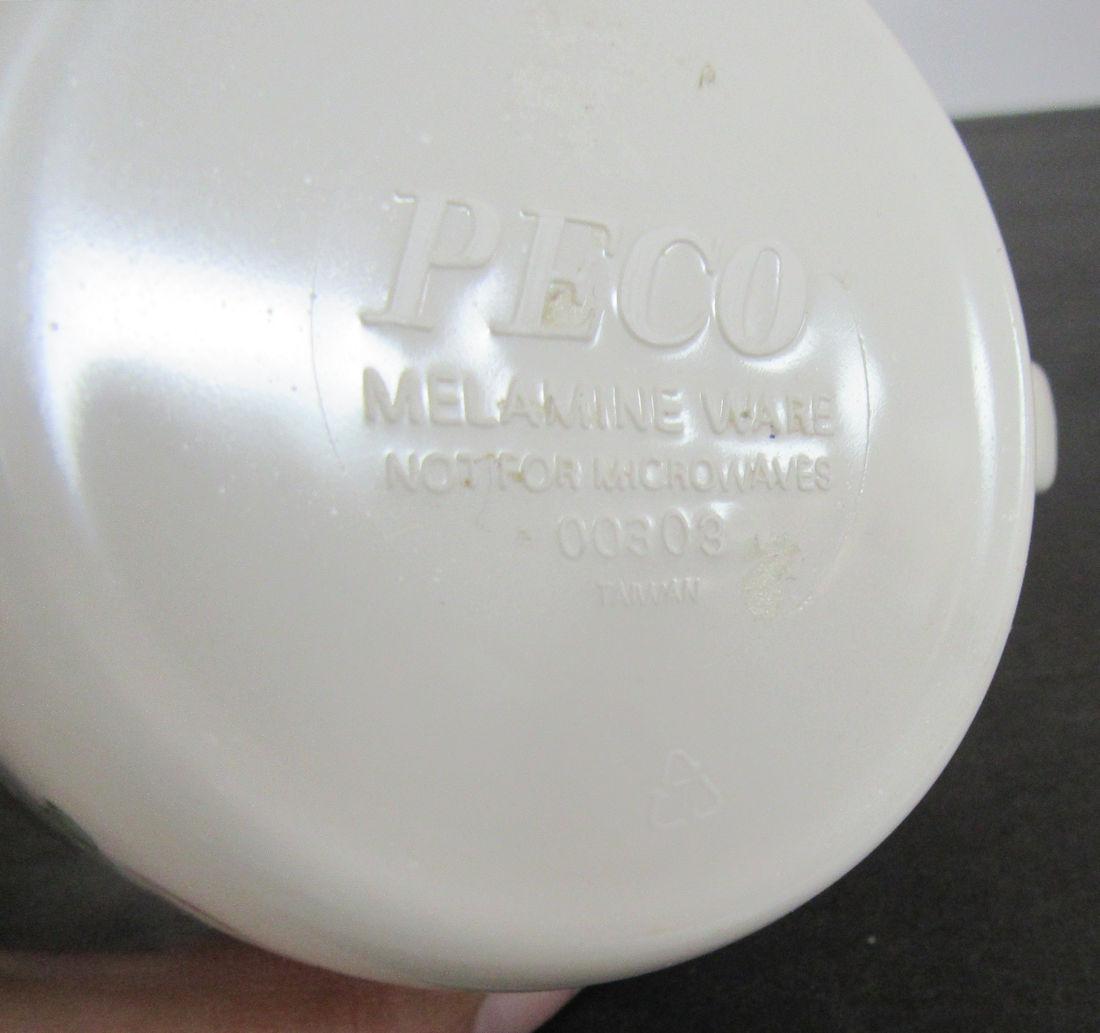 PECO
MELAMINE WARE
NOT FOR MICROWAVES
00303
TAIWAN